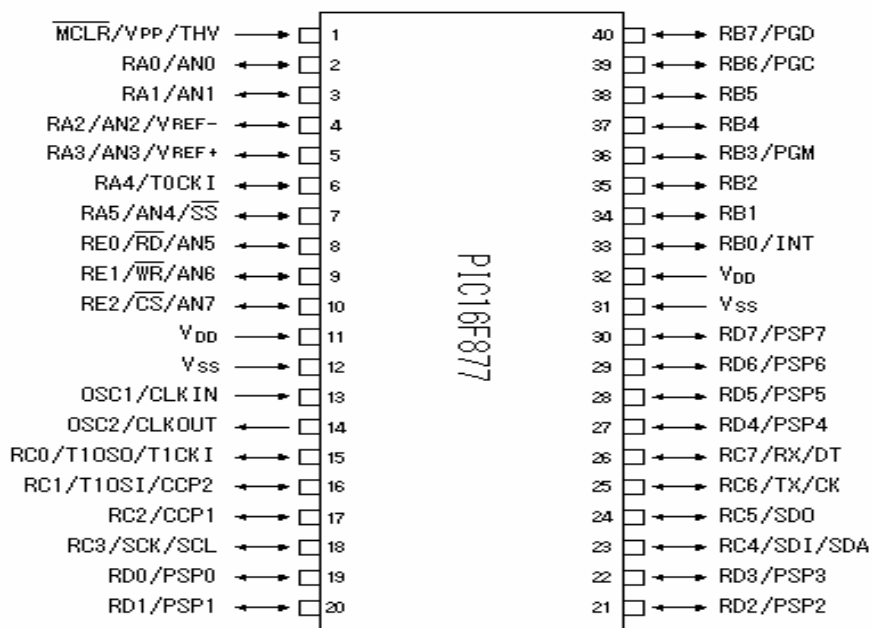 MCLR/VPP/THV 1 40 RB7/PGD
RA0/AN0 2 39 RB6/PGC
RA1/AN1 3 38 RB5
RA2/AN2/VREF- 4 37 RB4
RA3/AN3/VREF+ 5 36 RB3/PGM
RA4/T0CKI 6 35 RB2
RA5/AN4/SS 7 34 RB1
RE0/RD/AN5 8 33 RB0/INT
RE1/WR/AN6 9 32 VDD
RE2/CS/AN7 10 31 VSS
VDD 11 30 RD7/PSP7
VSS 12 29 RD6/PSP6
OSC1/CLKIN 13 28 RD5/PSP5
OSC2/CLKOUT 14 27 RD4/PSP4
RC0/T1OSO/T1CKI 15 26 RC7/RX/DT
RC1/T1OSI/CCP2 16 25 RC6/TX/CK
RC2/CCP1 17 24 RC5/SDO
RC3/SCK/SCL 18 23 RC4/SDI/SDA
RD0/PSP0 19 22 RD3/PSP3
RD1/PSP1 20 21 RD2/PSP2
PIC16F877